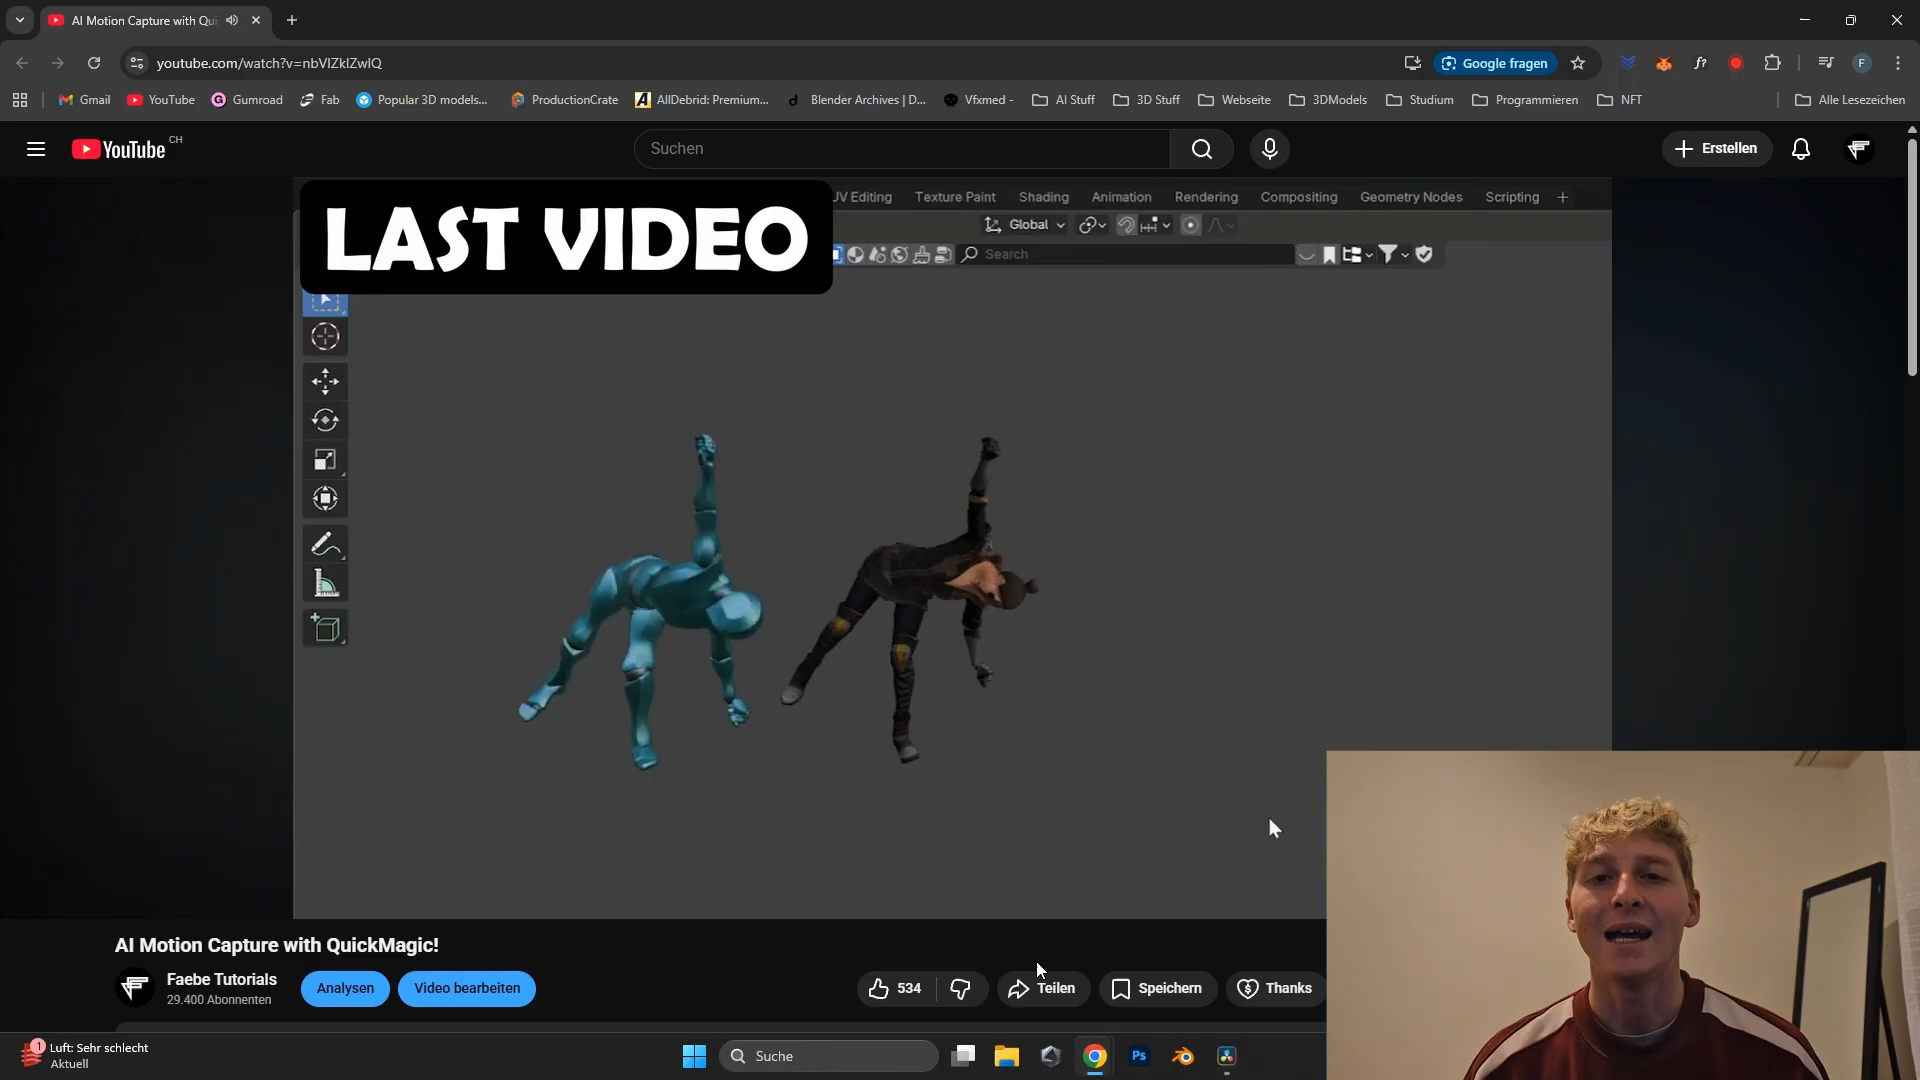 AI Motion Capture with Qui
youtube.com/watch?v=nbVIZkIZwIQ
Google fragen
Gmail
YouTube
Gumroad
Fab
Popular 3D models...
ProductionCrate
AllDebrid: Premium...
Blender Archives | D...
Vfxmed -
AI Stuff
3D Stuff
Webseite
3DModels
Studium
Programmieren
NFT
Alle Lesezeichen
YouTube CH
Suchen
Erstellen
LAST VIDEO
UV Editing
Texture Paint
Shading
Animation
Rendering
Compositing
Geometry Nodes
Scripting
Global
Search
AI Motion Capture with QuickMagic!
Faebe Tutorials
29.400 Abonnenten
Analysen
Video bearbeiten
534
Teilen
Speichern
Thanks
1
Luft: Sehr schlecht
Aktuell
Suche
Ps